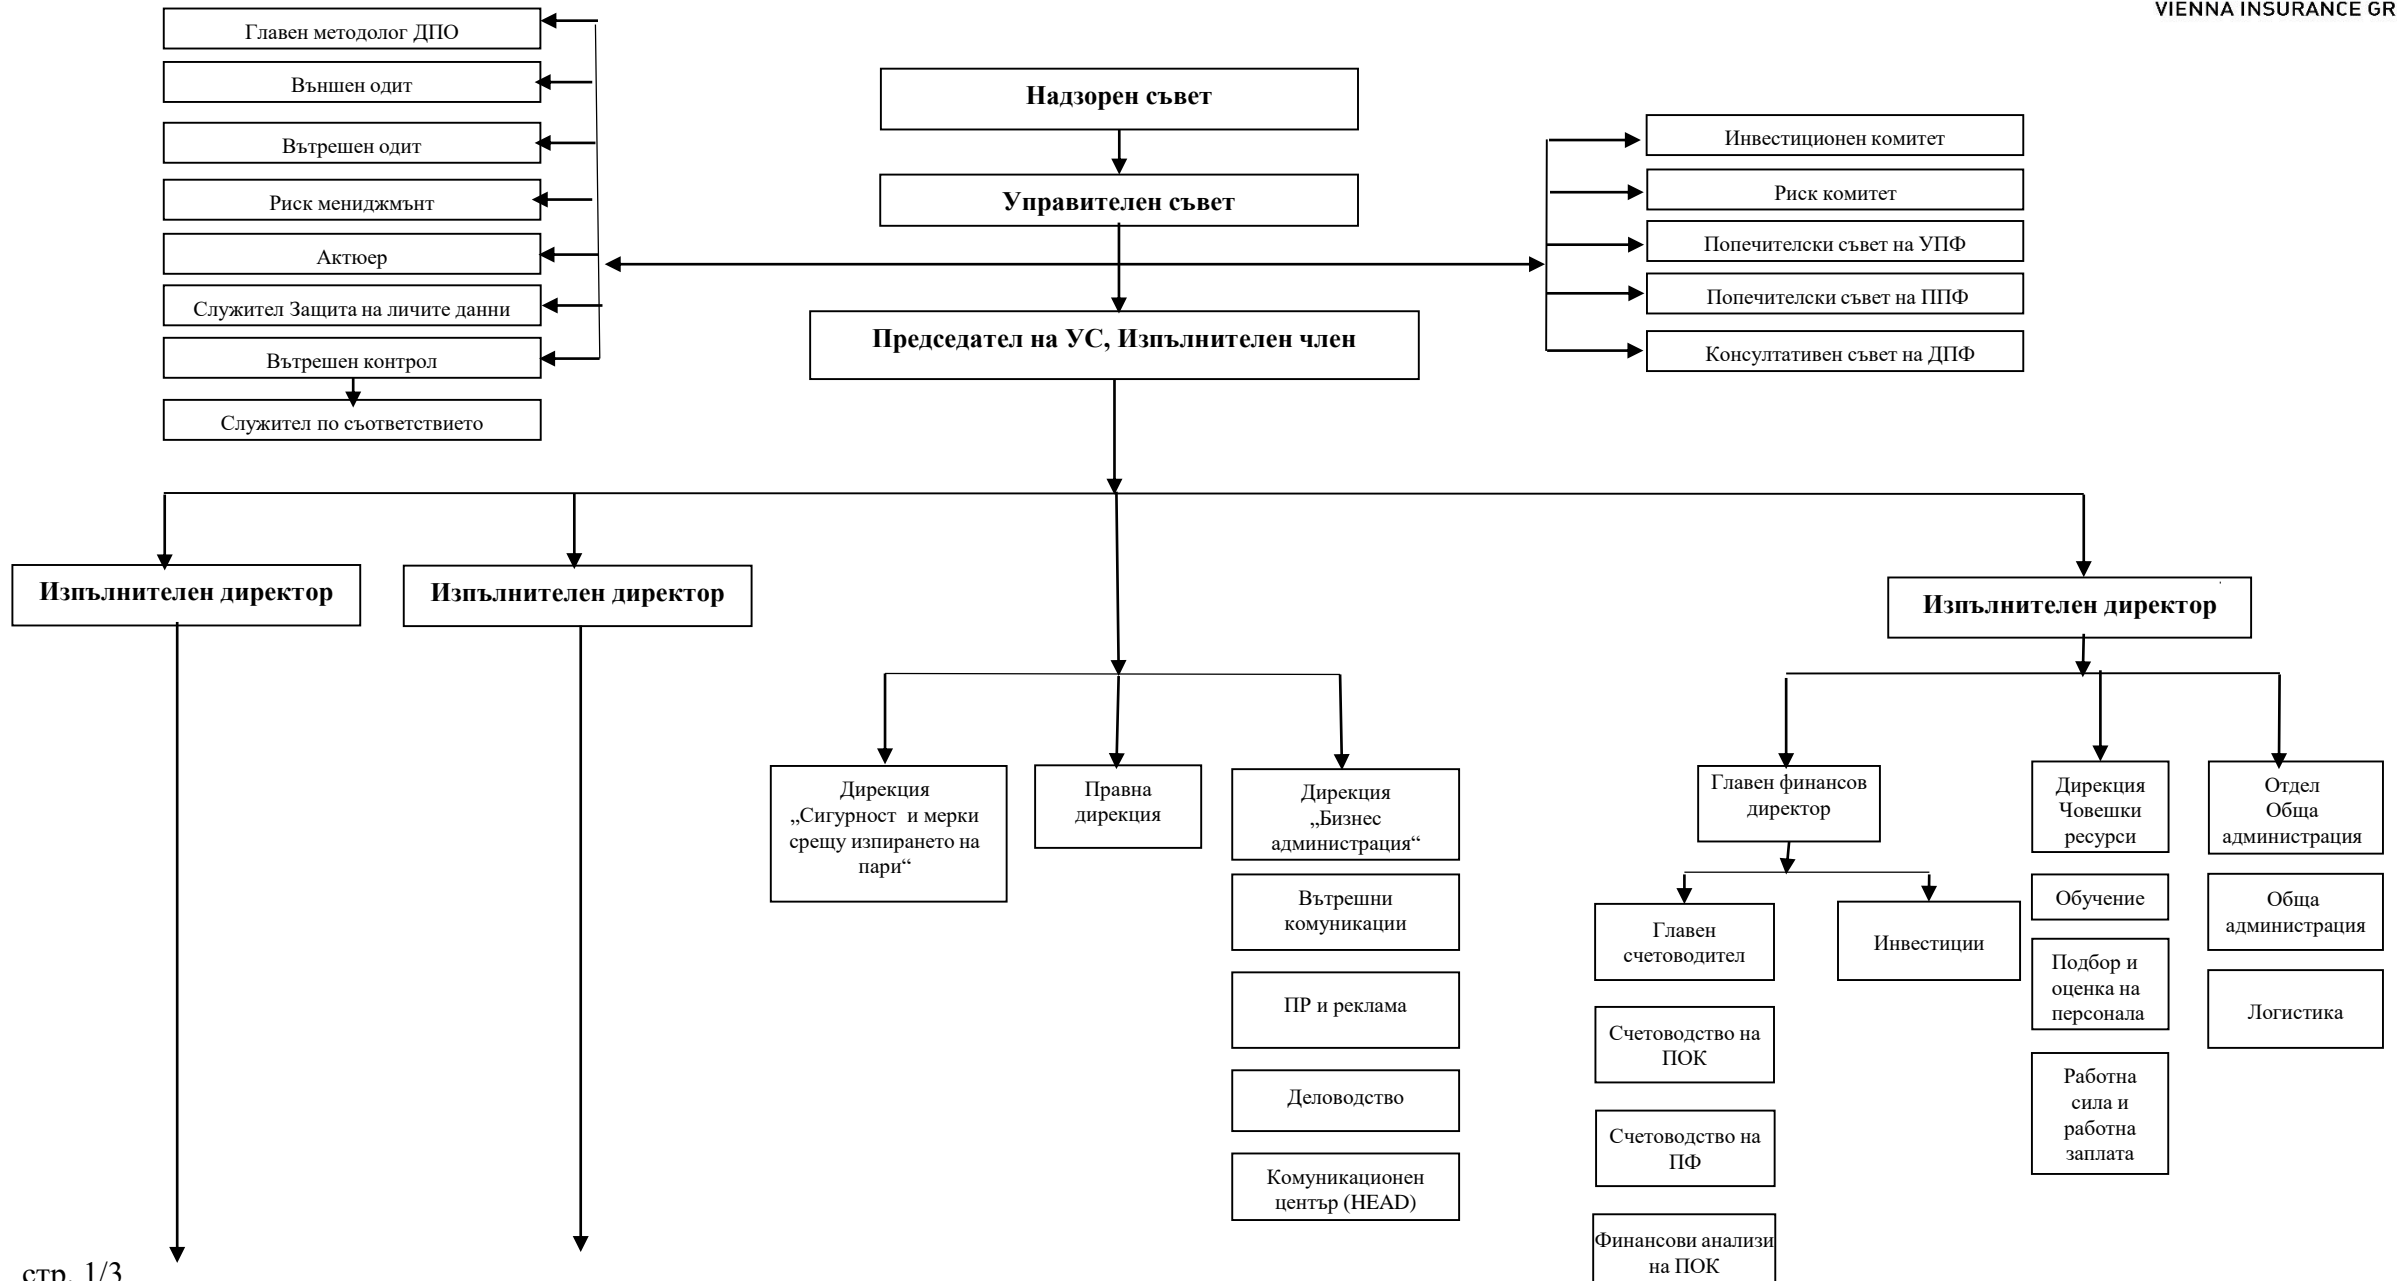 VIENNA INSURANCE GR
Главен методолог ДПО
Външен одит
Вътрешен одит
Риск мениджмънт
Актюер
Служител Защита на личите данни
Вътрешен контрол
Служител по съответствието
Надзорен съвет
Управителен съвет
Председател на УС, Изпълнителен член
Инвестиционен комитет
Риск комитет
Попечителски съвет на УПФ
Попечителски съвет на ППФ
Консултативен съвет на ДПФ
Изпълнителен директор
Изпълнителен директор
Изпълнителен директор
Дирекция
„Сигурност и мерки
срещу изпирането на
пари“
Правна
дирекция
Дирекция
„Бизнес
администрация“
Вътрешни
комуникации
ПР и реклама
Деловодство
Комуникационен
център (HEAD)
Главен финансов
директор
Главен
счетоводител
Счетоводство на
ПОК
Счетоводство на
ПФ
Финансови анализи
на ПОК
Инвестиции
Дирекция
Човешки
ресурси
Обучение
Подбор и
оценка на
персонала
Работна
сила и
работна
заплата
Отдел
Обща
администрация
Обща
администрация
Логистика
стр. 1/3